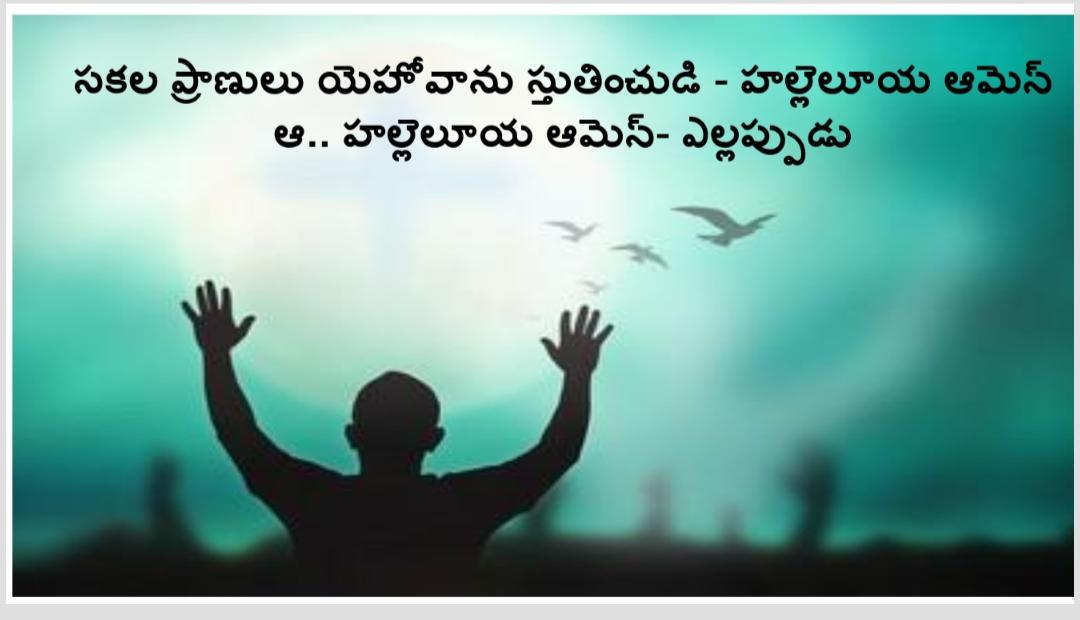 సకల ప్రాణులు యెహోవాను స్తుతించుడి - హల్లెలూయ ఆమెన్
ఆ.. హల్లెలూయ ఆమెన్- ఎల్లప్పుడు